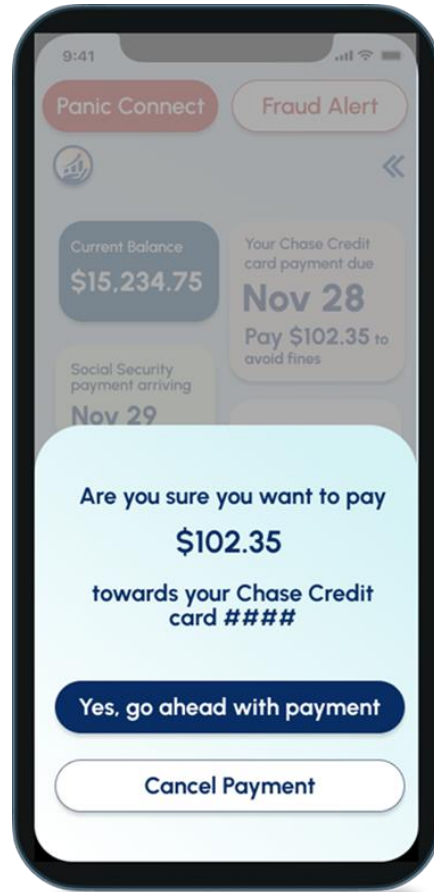 9:41
Panic Connect
Fraud Alert
Current Balance
$15,234.75
Your Chase Credit
card payment due
Nov 28
Pay $102.35 to
avoid fines
Social Security
payment arriving
Nov 29
Are you sure you want to pay
$102.35
towards your Chase Credit
card ####
Yes, go ahead with payment
Cancel Payment